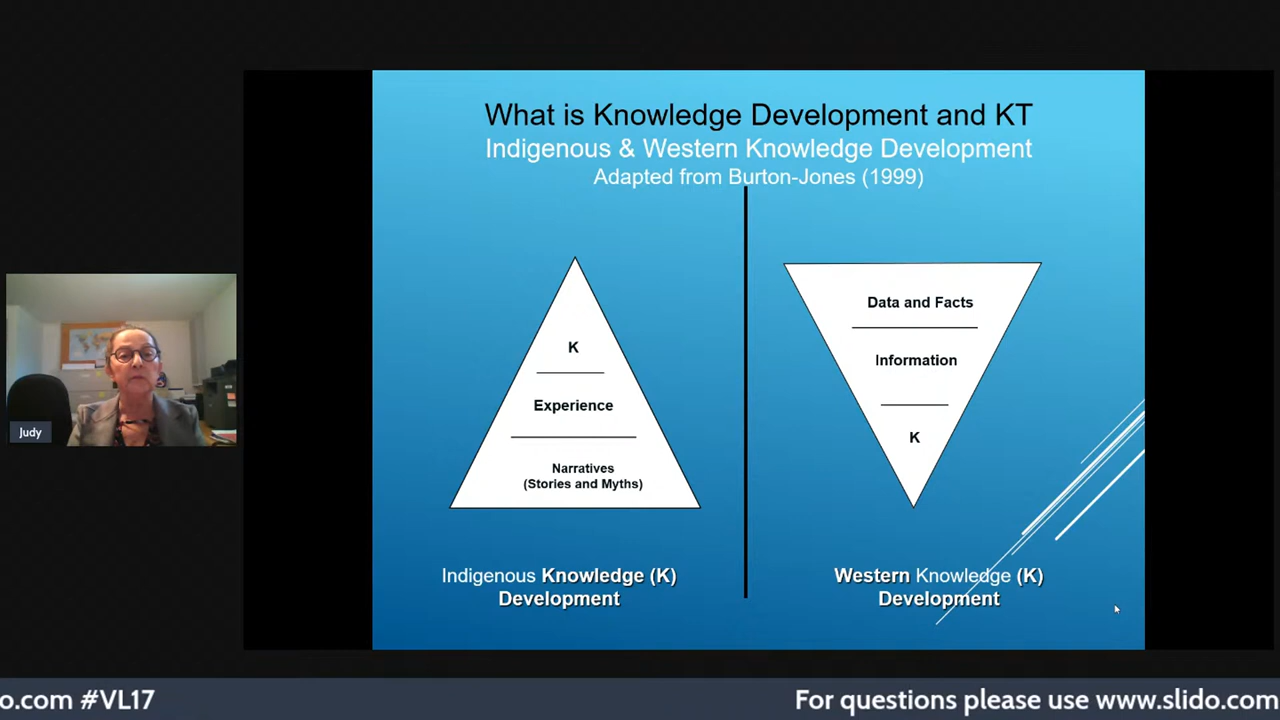 What is Knowledge Development and KT
Indigenous & Western Knowledge Development
Adapted from Burton-Jones (1999)
K
Experience
Narratives
(Stories and Myths)
Indigenous Knowledge (K)
Development
Data and Facts
Information
K
Western Knowledge (K)
Development
Judy
o.com #VL17
For questions please use www.slido.com